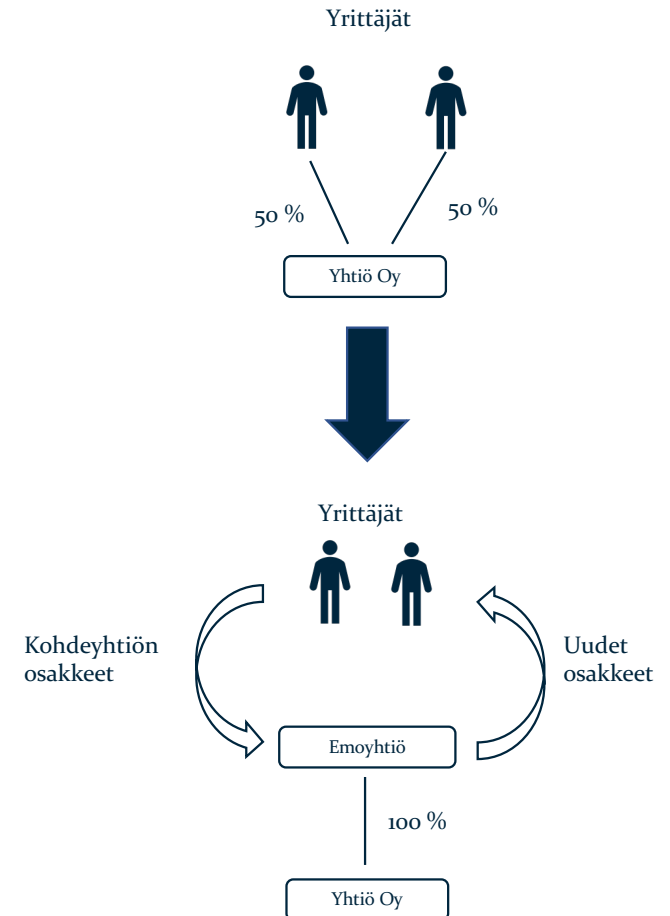 Yrittäjät
50 %
50 %
Yhtiö Oy
Yrittäjät
Kohdeyhtiön
osakkeet
Uudet
osakkeet
Emoyhtiö
100 %
Yhtiö Oy